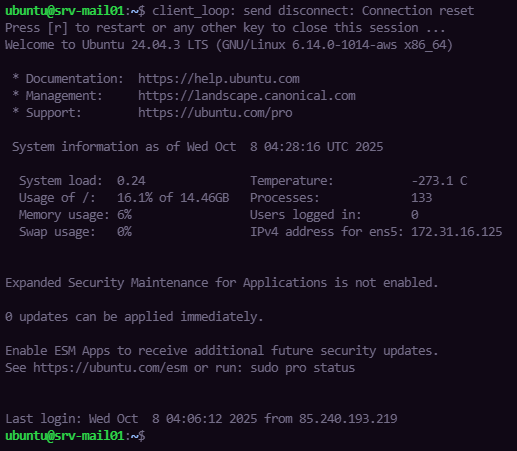 ubuntu@srv-mail01:~$ client_loop: send disconnect: Connection reset
Press [r] to restart or any other key to close this session ...
Welcome to Ubuntu 24.04.3 LTS (GNU/Linux 6.14.0-1014-aws x86_64)
* Documentation:  https://help.ubuntu.com
* Management:     https://landscape.canonical.com
* Support:        https://ubuntu.com/pro
System information as of Wed Oct  8 04:28:16 UTC 2025
System load:  0.24               Temperature:           -273.1 C
Usage of /:   16.1% of 14.46GB   Processes:             133
Memory usage: 6%                 Users logged in:       0
Swap usage:   0%                 IPv4 address for ens5: 172.31.16.125
Expanded Security Maintenance for Applications is not enabled.
0 updates can be applied immediately.
Enable ESM Apps to receive additional future security updates.
See https://ubuntu.com/esm or run: sudo pro status
Last login: Wed Oct  8 04:06:12 2025 from 85.240.193.219
ubuntu@srv-mail01:~$